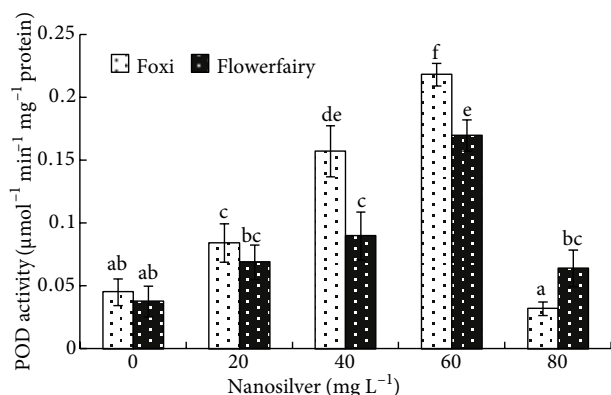 0.25
Foxi Flowerfairy
f
0.2
e
de
0.15
c c
0.1
bc bc
ab ab
a
0.05
0
0 20 40 60 80
Nanosilver (mg L⁻¹)
POD activity (µmol⁻¹ min⁻¹ mg⁻¹ protein)